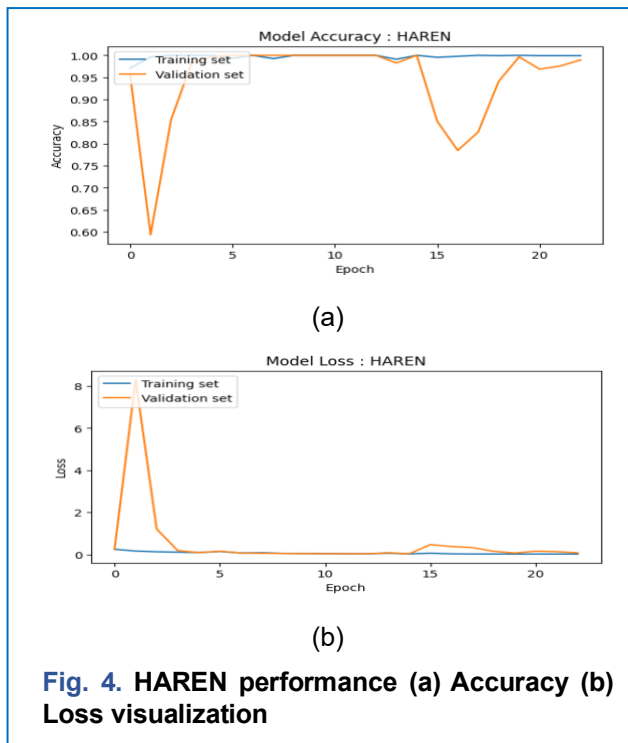 Model Accuracy : HAREN
1.00
0.95
0.90
0.85
0.80
0.75
0.70
0.65
0.60
Accuracy
Training set
Validation set
0 5 10 15 20
Epoch
(a)
Model Loss : HAREN
8
6
4
2
0
Loss
Training set
Validation set
0 5 10 15 20
Epoch
(b)
Fig. 4. HAREN performance (a) Accuracy (b)
Loss visualization